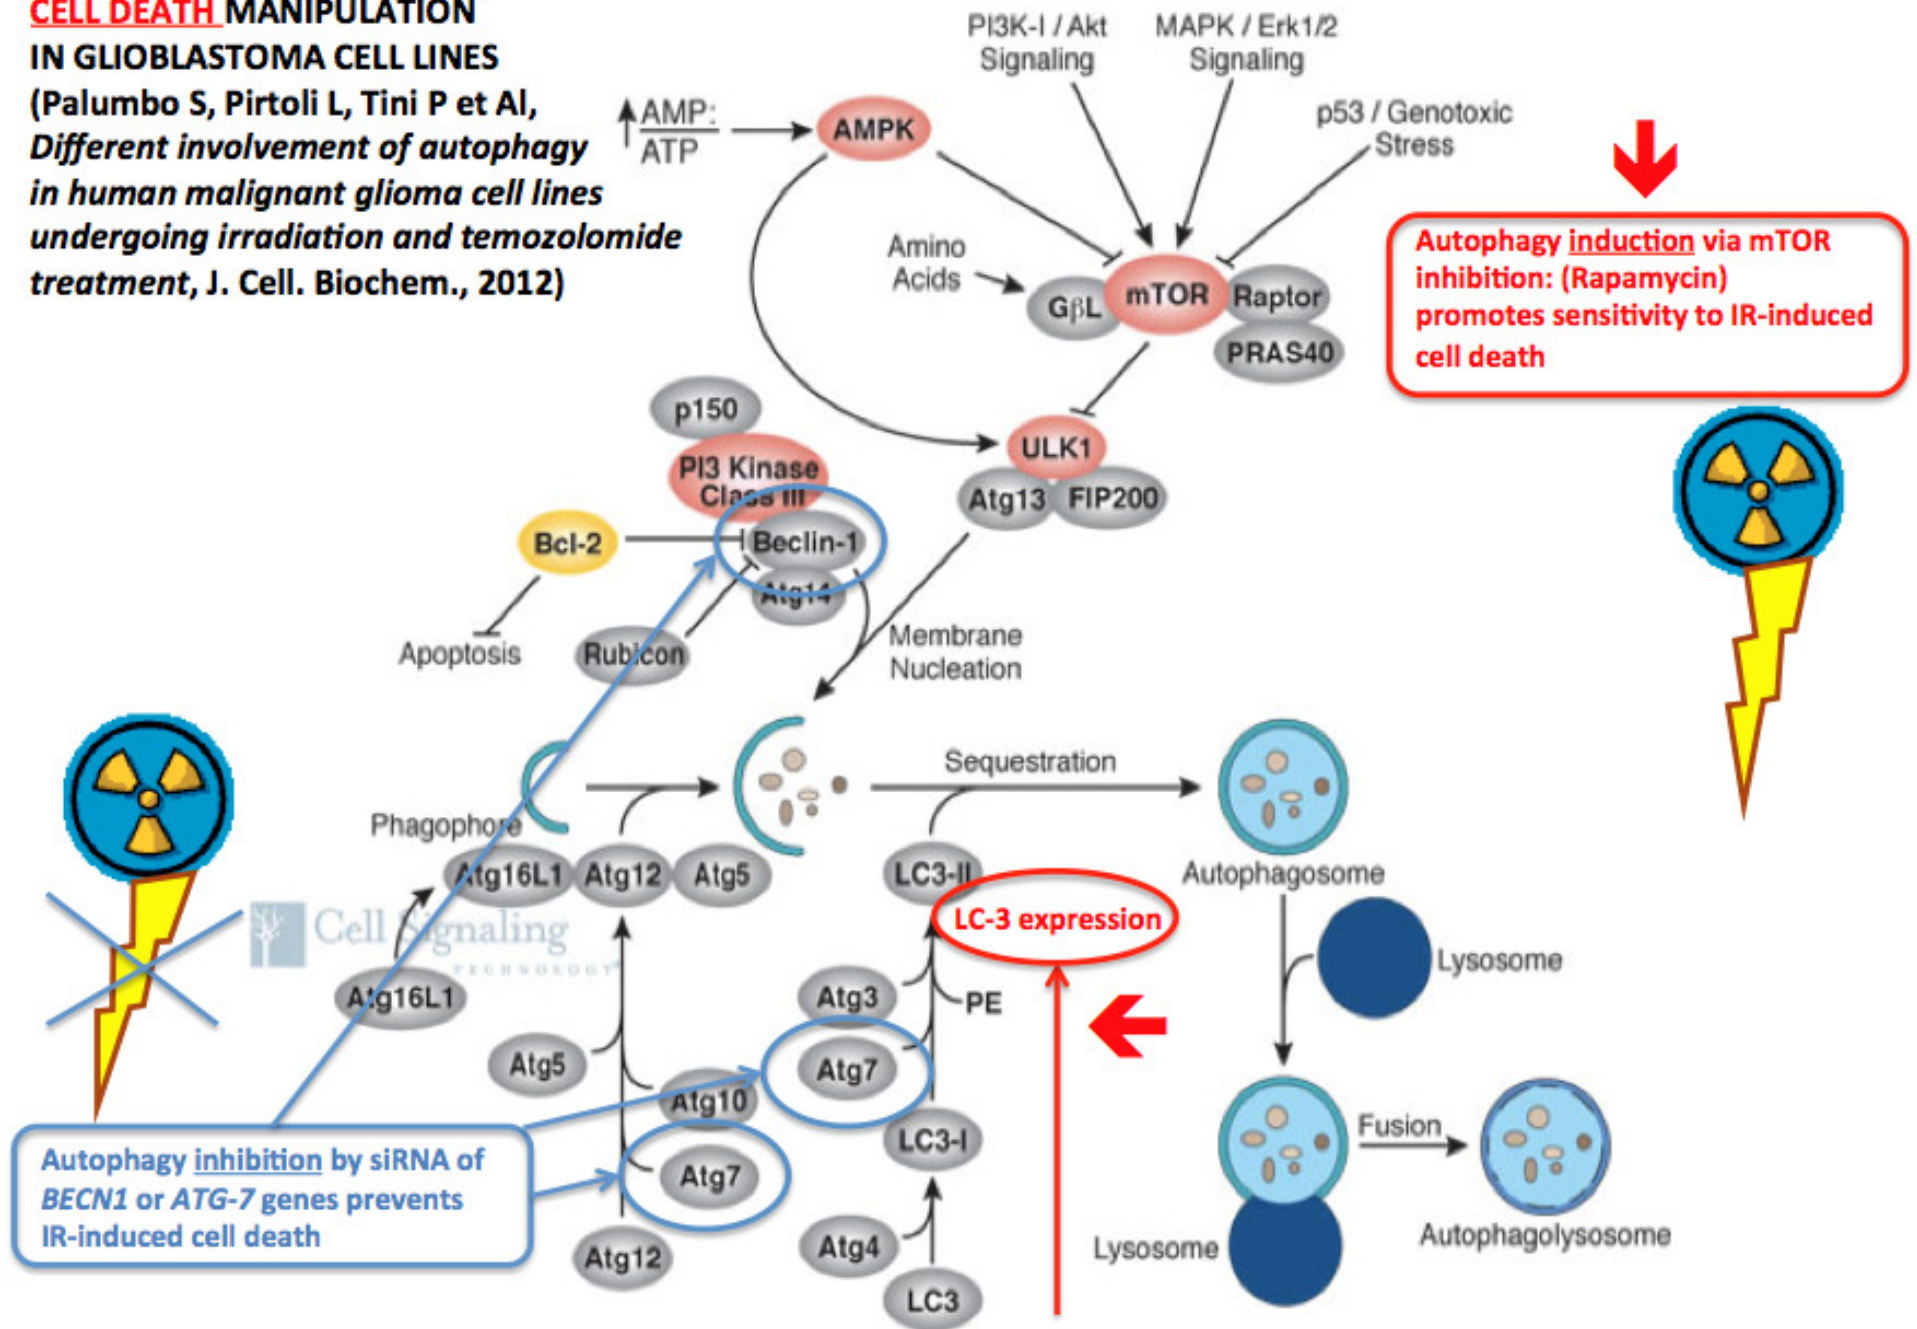 CELL DEATH MANIPULATION
IN GLIOBLASTOMA CELL LINES
(Palumbo S, Pirtoli L, Tini P et Al,
Different involvement of autophagy
in human malignant glioma cell lines
undergoing irradiation and temozolomide
treatment, J. Cell. Biochem., 2012)
PI3K-I / Akt
Signaling
MAPK / Erk1/2
Signaling
p53 / Genotoxic
Stress
AMP:
ATP
AMPK
Amino
Acids
GβL
mTOR
Raptor
PRAS40
Autophagy induction via mTOR
inhibition: (Rapamycin)
promotes sensitivity to IR-induced
cell death
p150
PI3 Kinase
Class III
Beclin-1
Atg14
Bcl-2
Apoptosis
Rubicon
ULK1
Atg13
FIP200
Membrane
Nucleation
Phagophore
Sequestration
Atg16L1
Atg12
Atg5
LC3-II
Autophagosome
LC-3 expression
Cell Signaling
TECHNOLOGY®
Atg16L1
Atg3
PE
Lysosome
Atg5
Atg7
Atg10
LC3-I
Fusion
Autophagy inhibition by siRNA of
BECN1 or ATG-7 genes prevents
IR-induced cell death
Atg7
Atg12
Atg4
LC3
Lysosome
Autophagolysosome